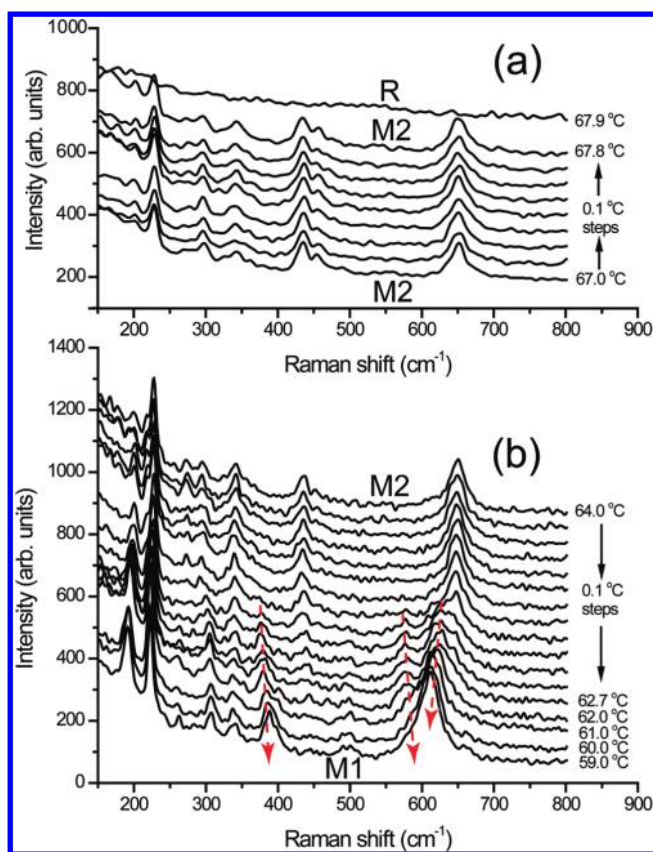 1000
(a)
R
67.9 °C
800
M2
67.8 °C
600
0.1 °C
steps
400
200
M2
67.0 °C
200 300 400 500 600 700 800 900
Raman shift (cm⁻¹)
Intensity (arb. units)
1400
1200
(b)
1000
M2
64.0 °C
800
0.1 °C
steps
600
400
62.7 °C
62.0 °C
200
61.0 °C
60.0 °C
M1
59.0 °C
0
200 300 400 500 600 700 800 900
Raman shift (cm⁻¹)
Intensity (arb. units)